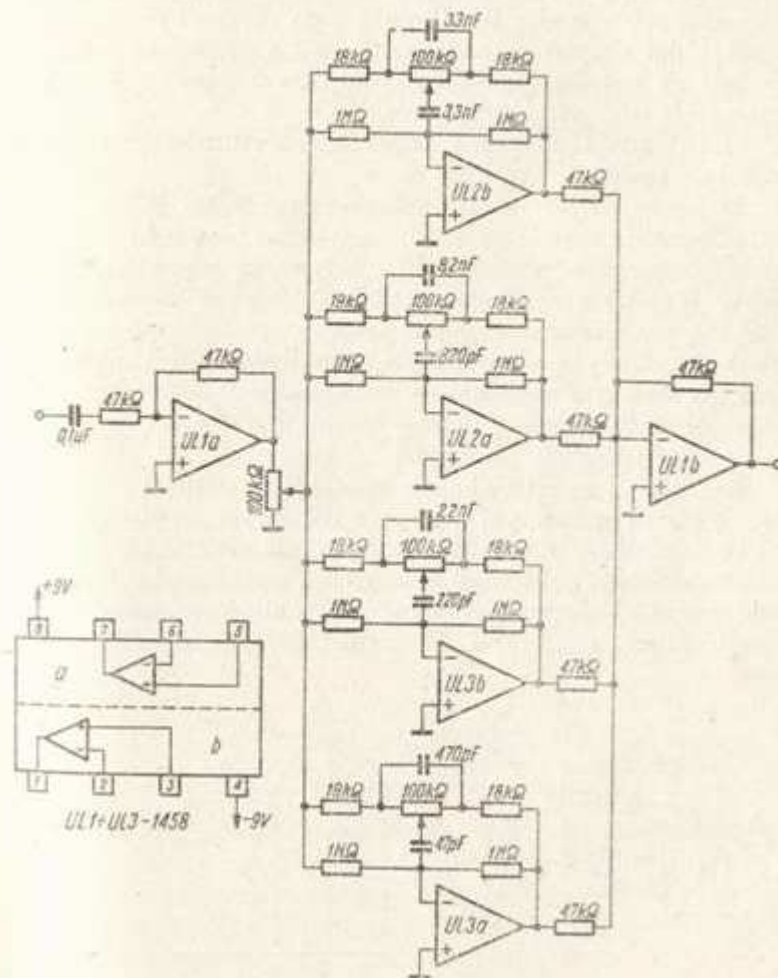 33nF
18kΩ 100kΩ 18kΩ
3,3nF
1MΩ 1MΩ
UL2b
47kΩ
8,2nF
18kΩ 100kΩ 18kΩ
820pF
1MΩ 1MΩ
UL2a
47kΩ
47kΩ
47kΩ
0,1uF
UL1a
100kΩ
47kΩ
UL1b
2,2nF
18kΩ 100kΩ 18kΩ
220pF
1MΩ 1MΩ
UL3b
47kΩ
+9V
8 7 6 5
a
b
1 2 3 4
-9V
UL1÷UL3-1458
470pF
18kΩ 100kΩ 18kΩ
47pF
1MΩ 1MΩ
UL3a
47kΩ